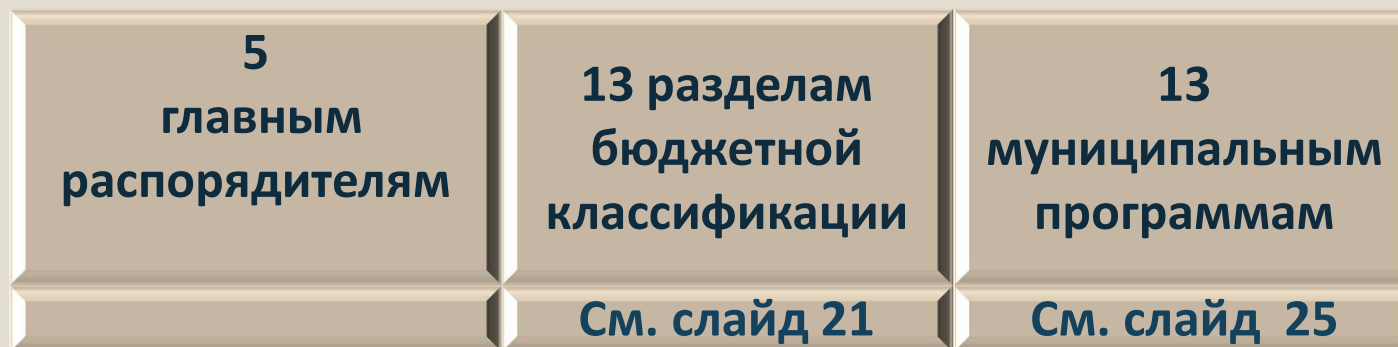 5
главным
распорядителям
13 разделам
бюджетной
классификации
13
муниципальным
программам
См. слайд 21
См. слайд  25